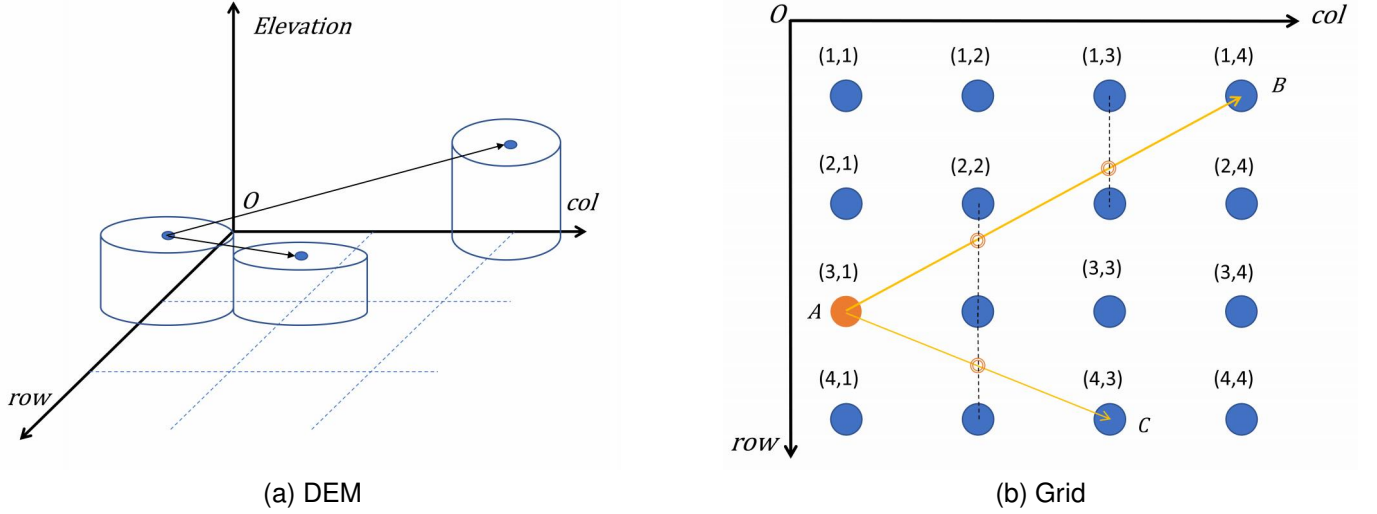 Elevation
O
col
row
(a) DEM
O
col
(1,1) (1,2) (1,3) (1,4)
B
(2,1) (2,2) (2,4)
(3,1) (3,3) (3,4)
A
(4,1) (4,3) (4,4)
C
row
(b) Grid